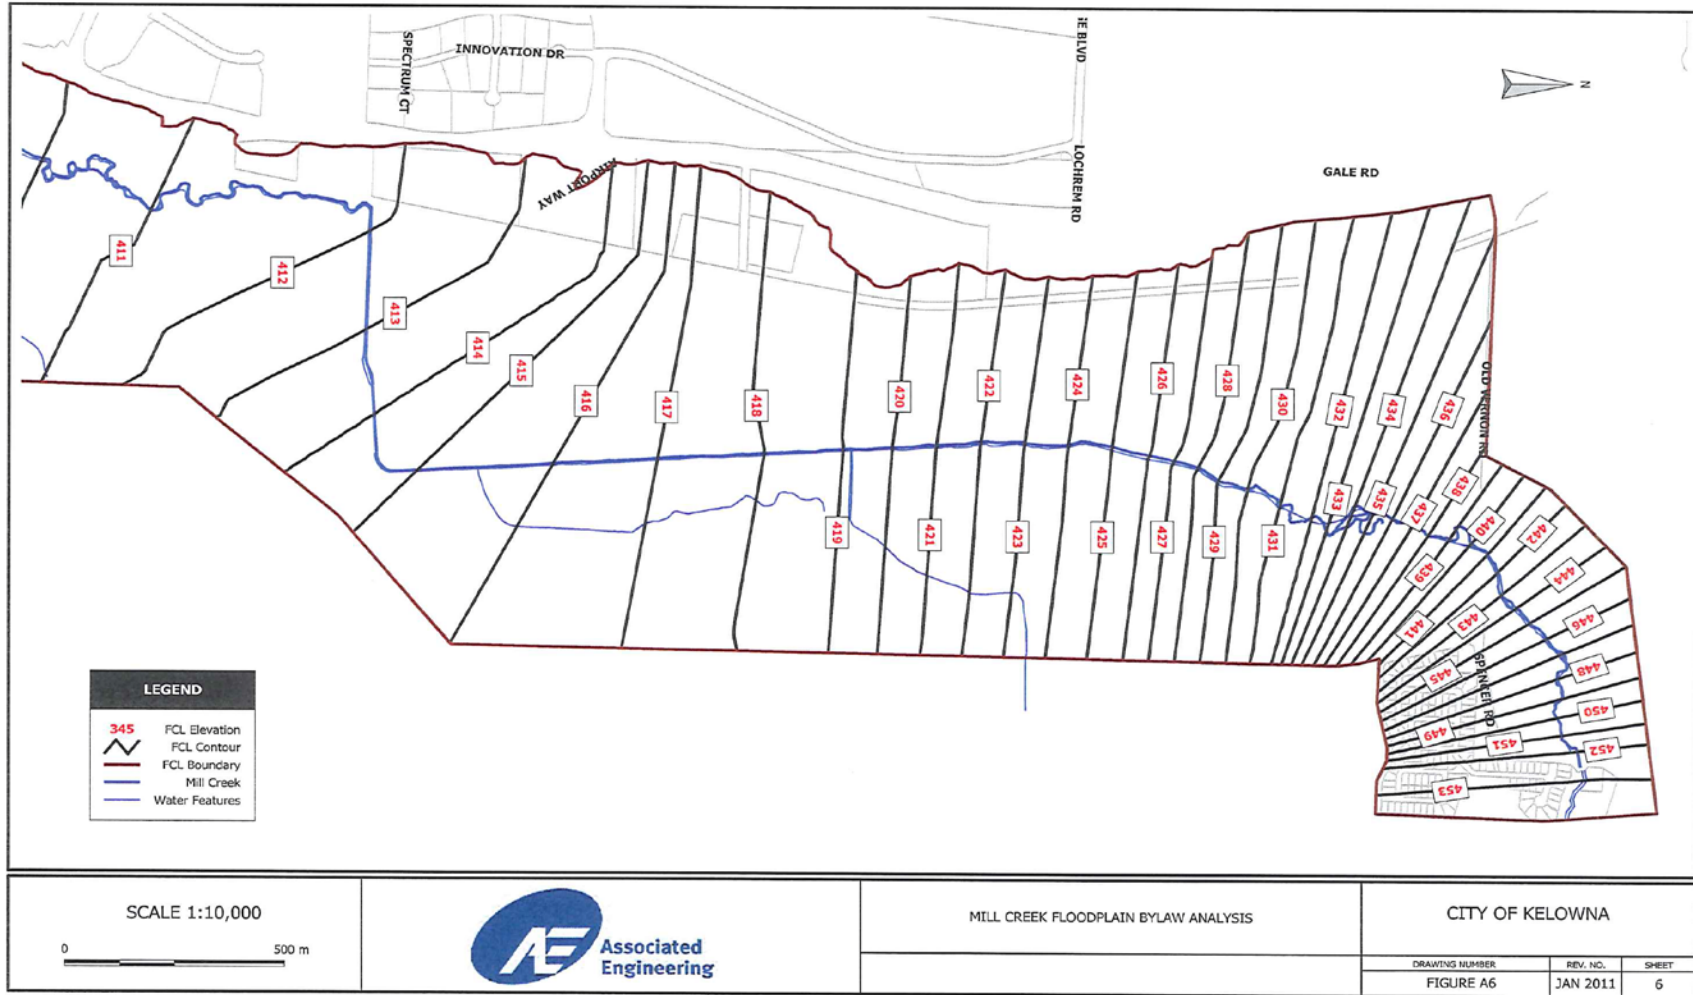 SPECTRUM CT
INNOVATION DR
IE BLVD
N
AIRPORT WAY
LOCHREM RD
GALE RD
OLD VERNON RD
SPENCER RD
411
412
413
414
415
416
417
418
419
420
421
422
423
424
425
426
427
428
429
430
431
432
433
434
435
436
437
438
439
440
441
442
443
444
445
446
448
449
450
451
452
453
LEGEND
345 FCL Elevation
FCL Contour
FCL Boundary
Mill Creek
Water Features
SCALE 1:10,000
0 500 m
AE Associated
Engineering
MILL CREEK FLOODPLAIN BYLAW ANALYSIS
CITY OF KELOWNA
DRAWING NUMBER
FIGURE A6
REV. NO.
JAN 2011
SHEET
6